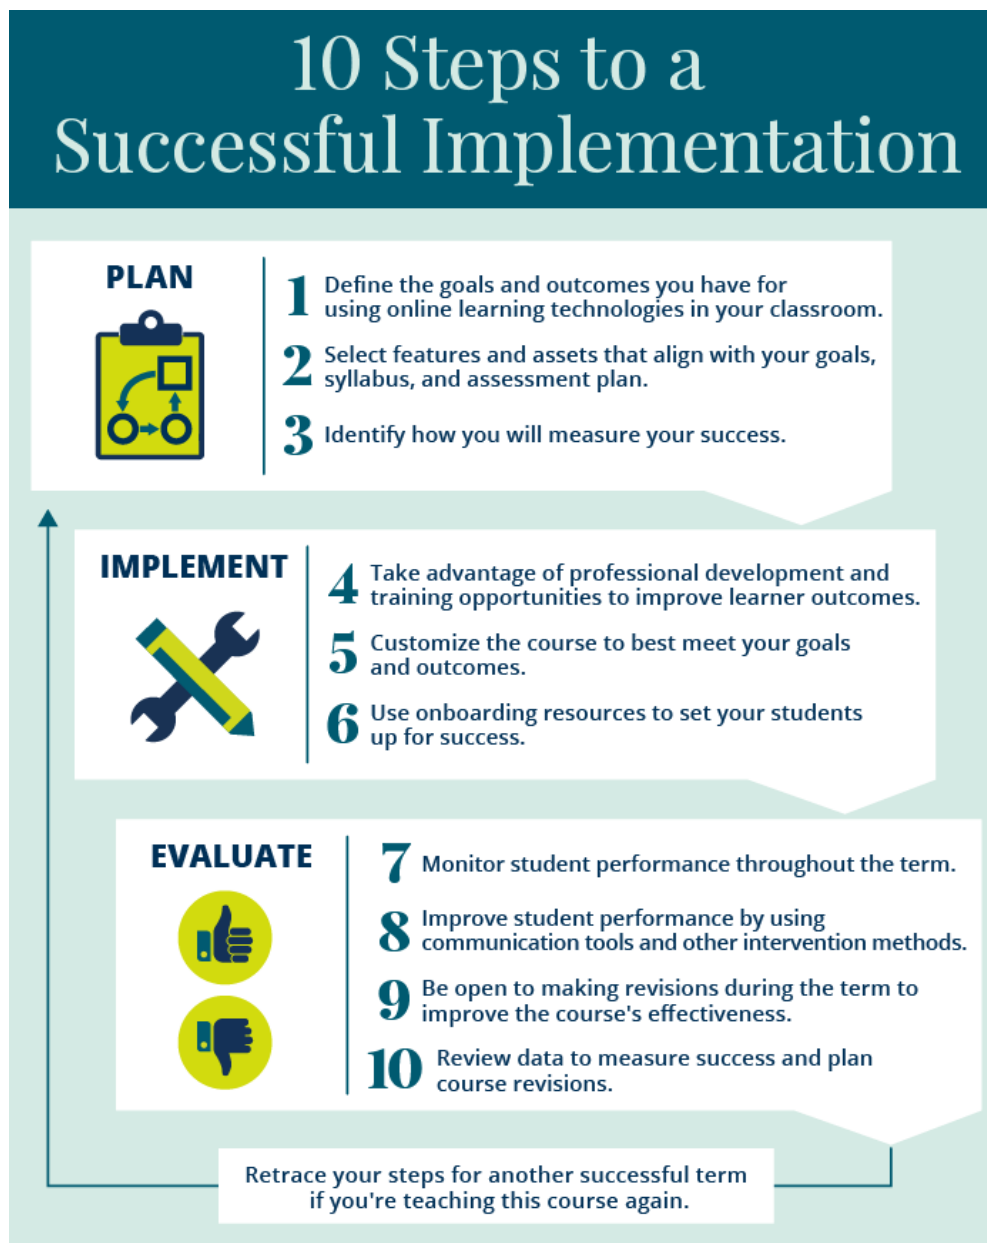 10 Steps to a
Successful Implementation
PLAN
1 Define the goals and outcomes you have for
using online learning technologies in your classroom.
2 Select features and assets that align with your goals,
syllabus, and assessment plan.
3 Identify how you will measure your success.
IMPLEMENT
4 Take advantage of professional development and
training opportunities to improve learner outcomes.
5 Customize the course to best meet your goals
and outcomes.
6 Use onboarding resources to set your students
up for success.
EVALUATE
7 Monitor student performance throughout the term.
8 Improve student performance by using
communication tools and other intervention methods.
9 Be open to making revisions during the term to
improve the course's effectiveness.
10 Review data to measure success and plan
course revisions.
Retrace your steps for another successful term
if you're teaching this course again.